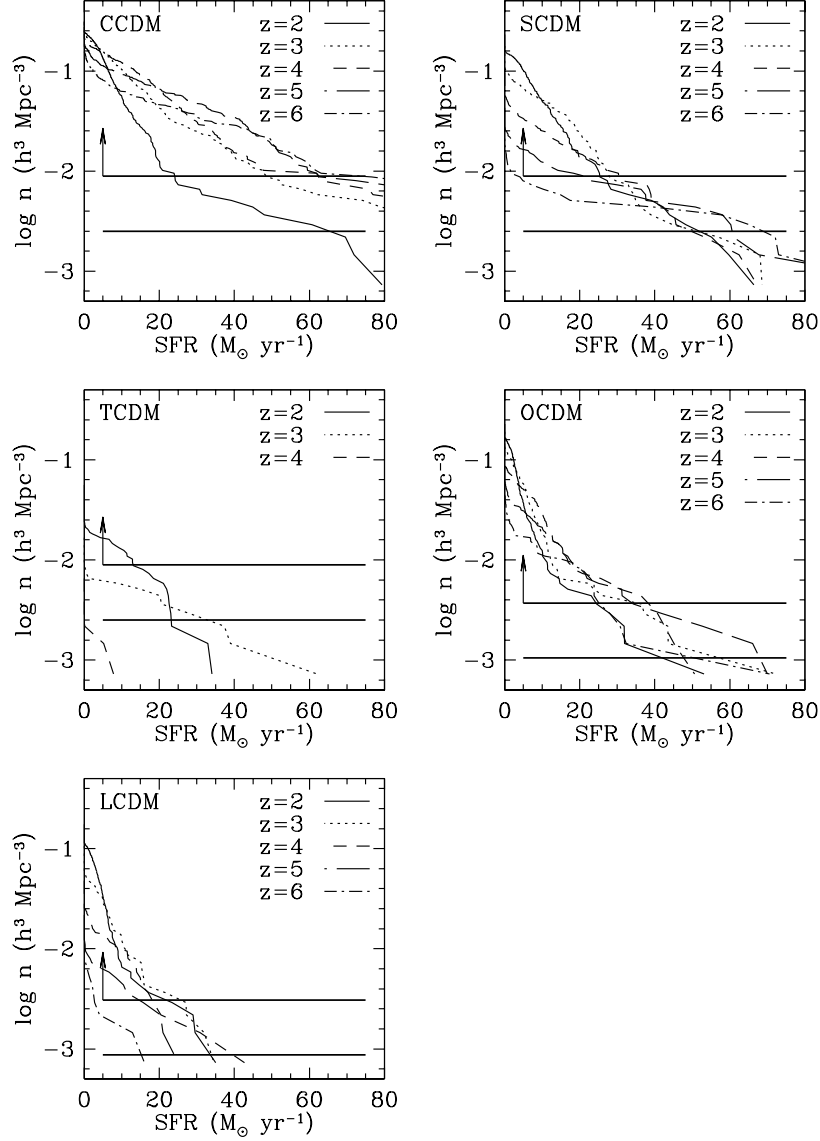 CCDM
z=2
z=3
z=4
z=5
z=6
−1
−2
−3
log n (h³ Mpc⁻³)
0 20 40 60 80
SFR (M⊙ yr⁻¹)
SCDM
z=2
z=3
z=4
z=5
z=6
−1
−2
−3
log n (h³ Mpc⁻³)
0 20 40 60 80
SFR (M⊙ yr⁻¹)
TCDM
z=2
z=3
z=4
−1
−2
−3
log n (h³ Mpc⁻³)
0 20 40 60 80
SFR (M⊙ yr⁻¹)
OCDM
z=2
z=3
z=4
z=5
z=6
−1
−2
−3
log n (h³ Mpc⁻³)
0 20 40 60 80
SFR (M⊙ yr⁻¹)
LCDM
z=2
z=3
z=4
z=5
z=6
−1
−2
−3
log n (h³ Mpc⁻³)
0 20 40 60 80
SFR (M⊙ yr⁻¹)